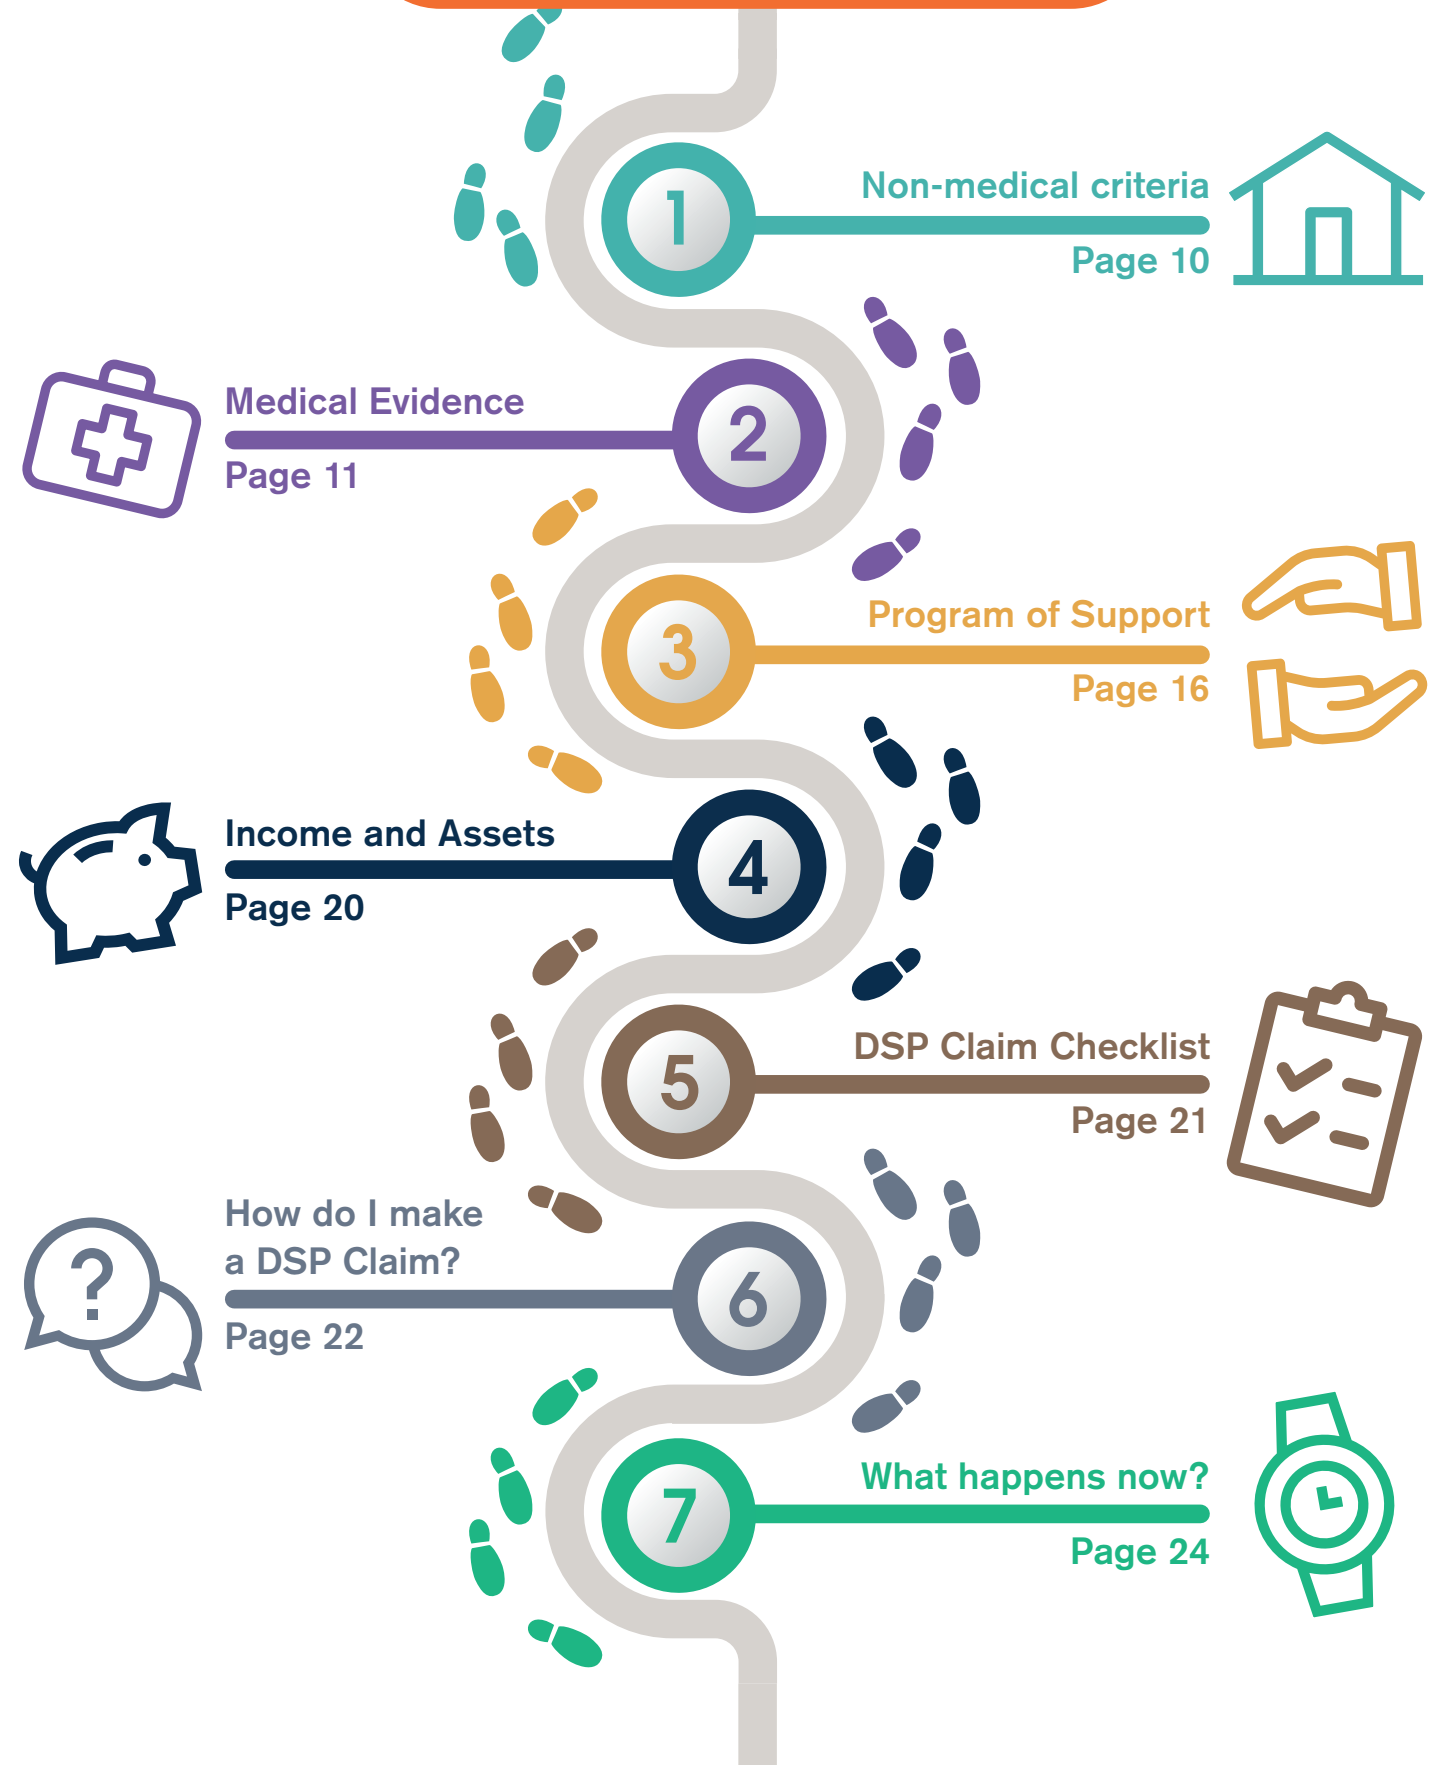 1
Non-medical criteria
Page 10
Medical Evidence
2
Page 11
Program of Support
3
Page 16
Income and Assets
4
Page 20
DSP Claim Checklist
5
Page 21
How do I make
a DSP Claim?
?
6
Page 22
What happens now?
7
Page 24